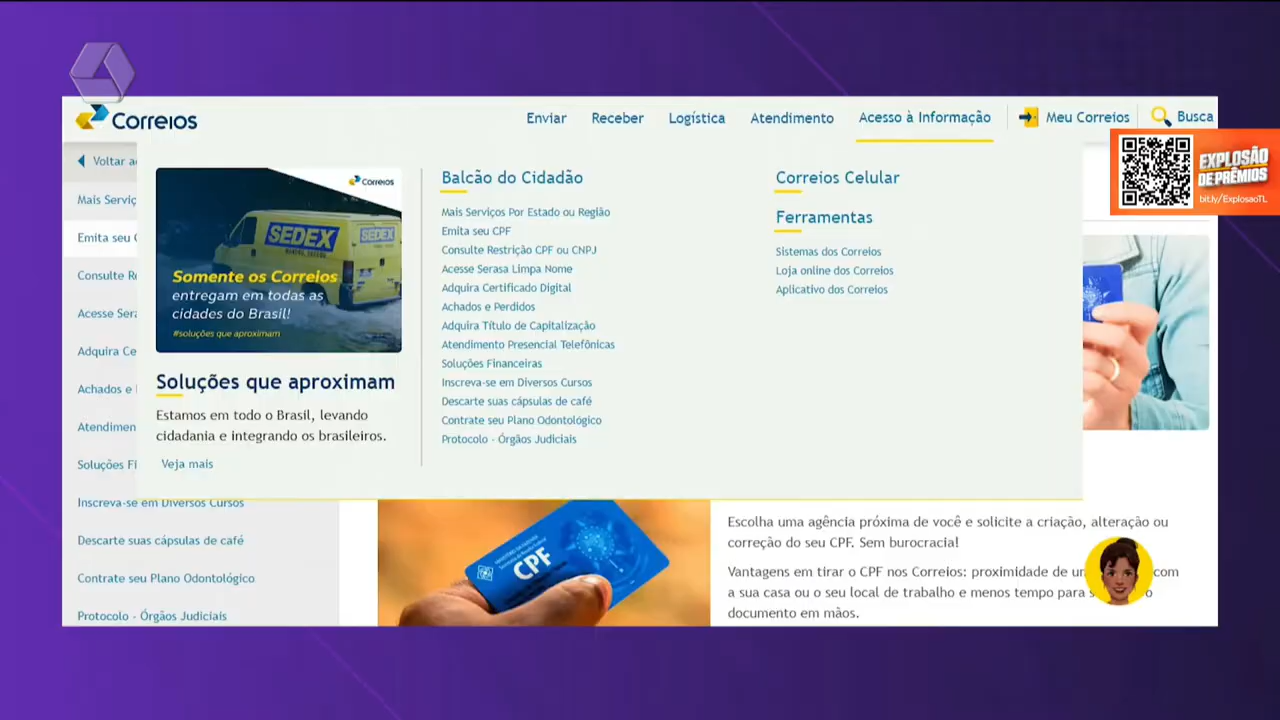 Correios
Enviar
Receber
Logística
Atendimento
Acesso à Informação
Meu Correios
Busca
EXPLOSÃO
DE PRÊMIOS
bit.ly/ExplosaoTL
Voltar
Mais Serviç
Emita seu
Consulte
Acesse Sera
Adquira Ce
Achados e
Atendimen
Soluções Fi
Inscreva-se em Diversos Cursos
Descarte suas cápsulas de café
Contrate seu Plano Odontológico
Protocolo - Órgãos Judiciais
Correios
SEDEX
SEDEX
Somente os Correios
entregam em todas as
cidades do Brasil!
#soluções que aproximam
Soluções que aproximam
Estamos em todo o Brasil, levando
cidadania e integrando os brasileiros.
Veja mais
Balcão do Cidadão
Mais Serviços Por Estado ou Região
Emita seu CPF
Consulte Restrição CPF ou CNPJ
Acesse Serasa Limpa Nome
Adquira Certificado Digital
Achados e Perdidos
Adquira Título de Capitalização
Atendimento Presencial Telefônicas
Soluções Financeiras
Inscreva-se em Diversos Cursos
Descarte suas cápsulas de café
Contrate seu Plano Odontológico
Protocolo - Órgãos Judiciais
Correios Celular
Ferramentas
Sistemas dos Correios
Loja online dos Correios
Aplicativo dos Correios
CPF
Escolha uma agência próxima de você e solicite a criação, alteração ou
correção do seu CPF. Sem burocracia!
Vantagens em tirar o CPF nos Correios: proximidade de com
a sua casa ou o seu local de trabalho e menos tempo para o
documento em mãos.